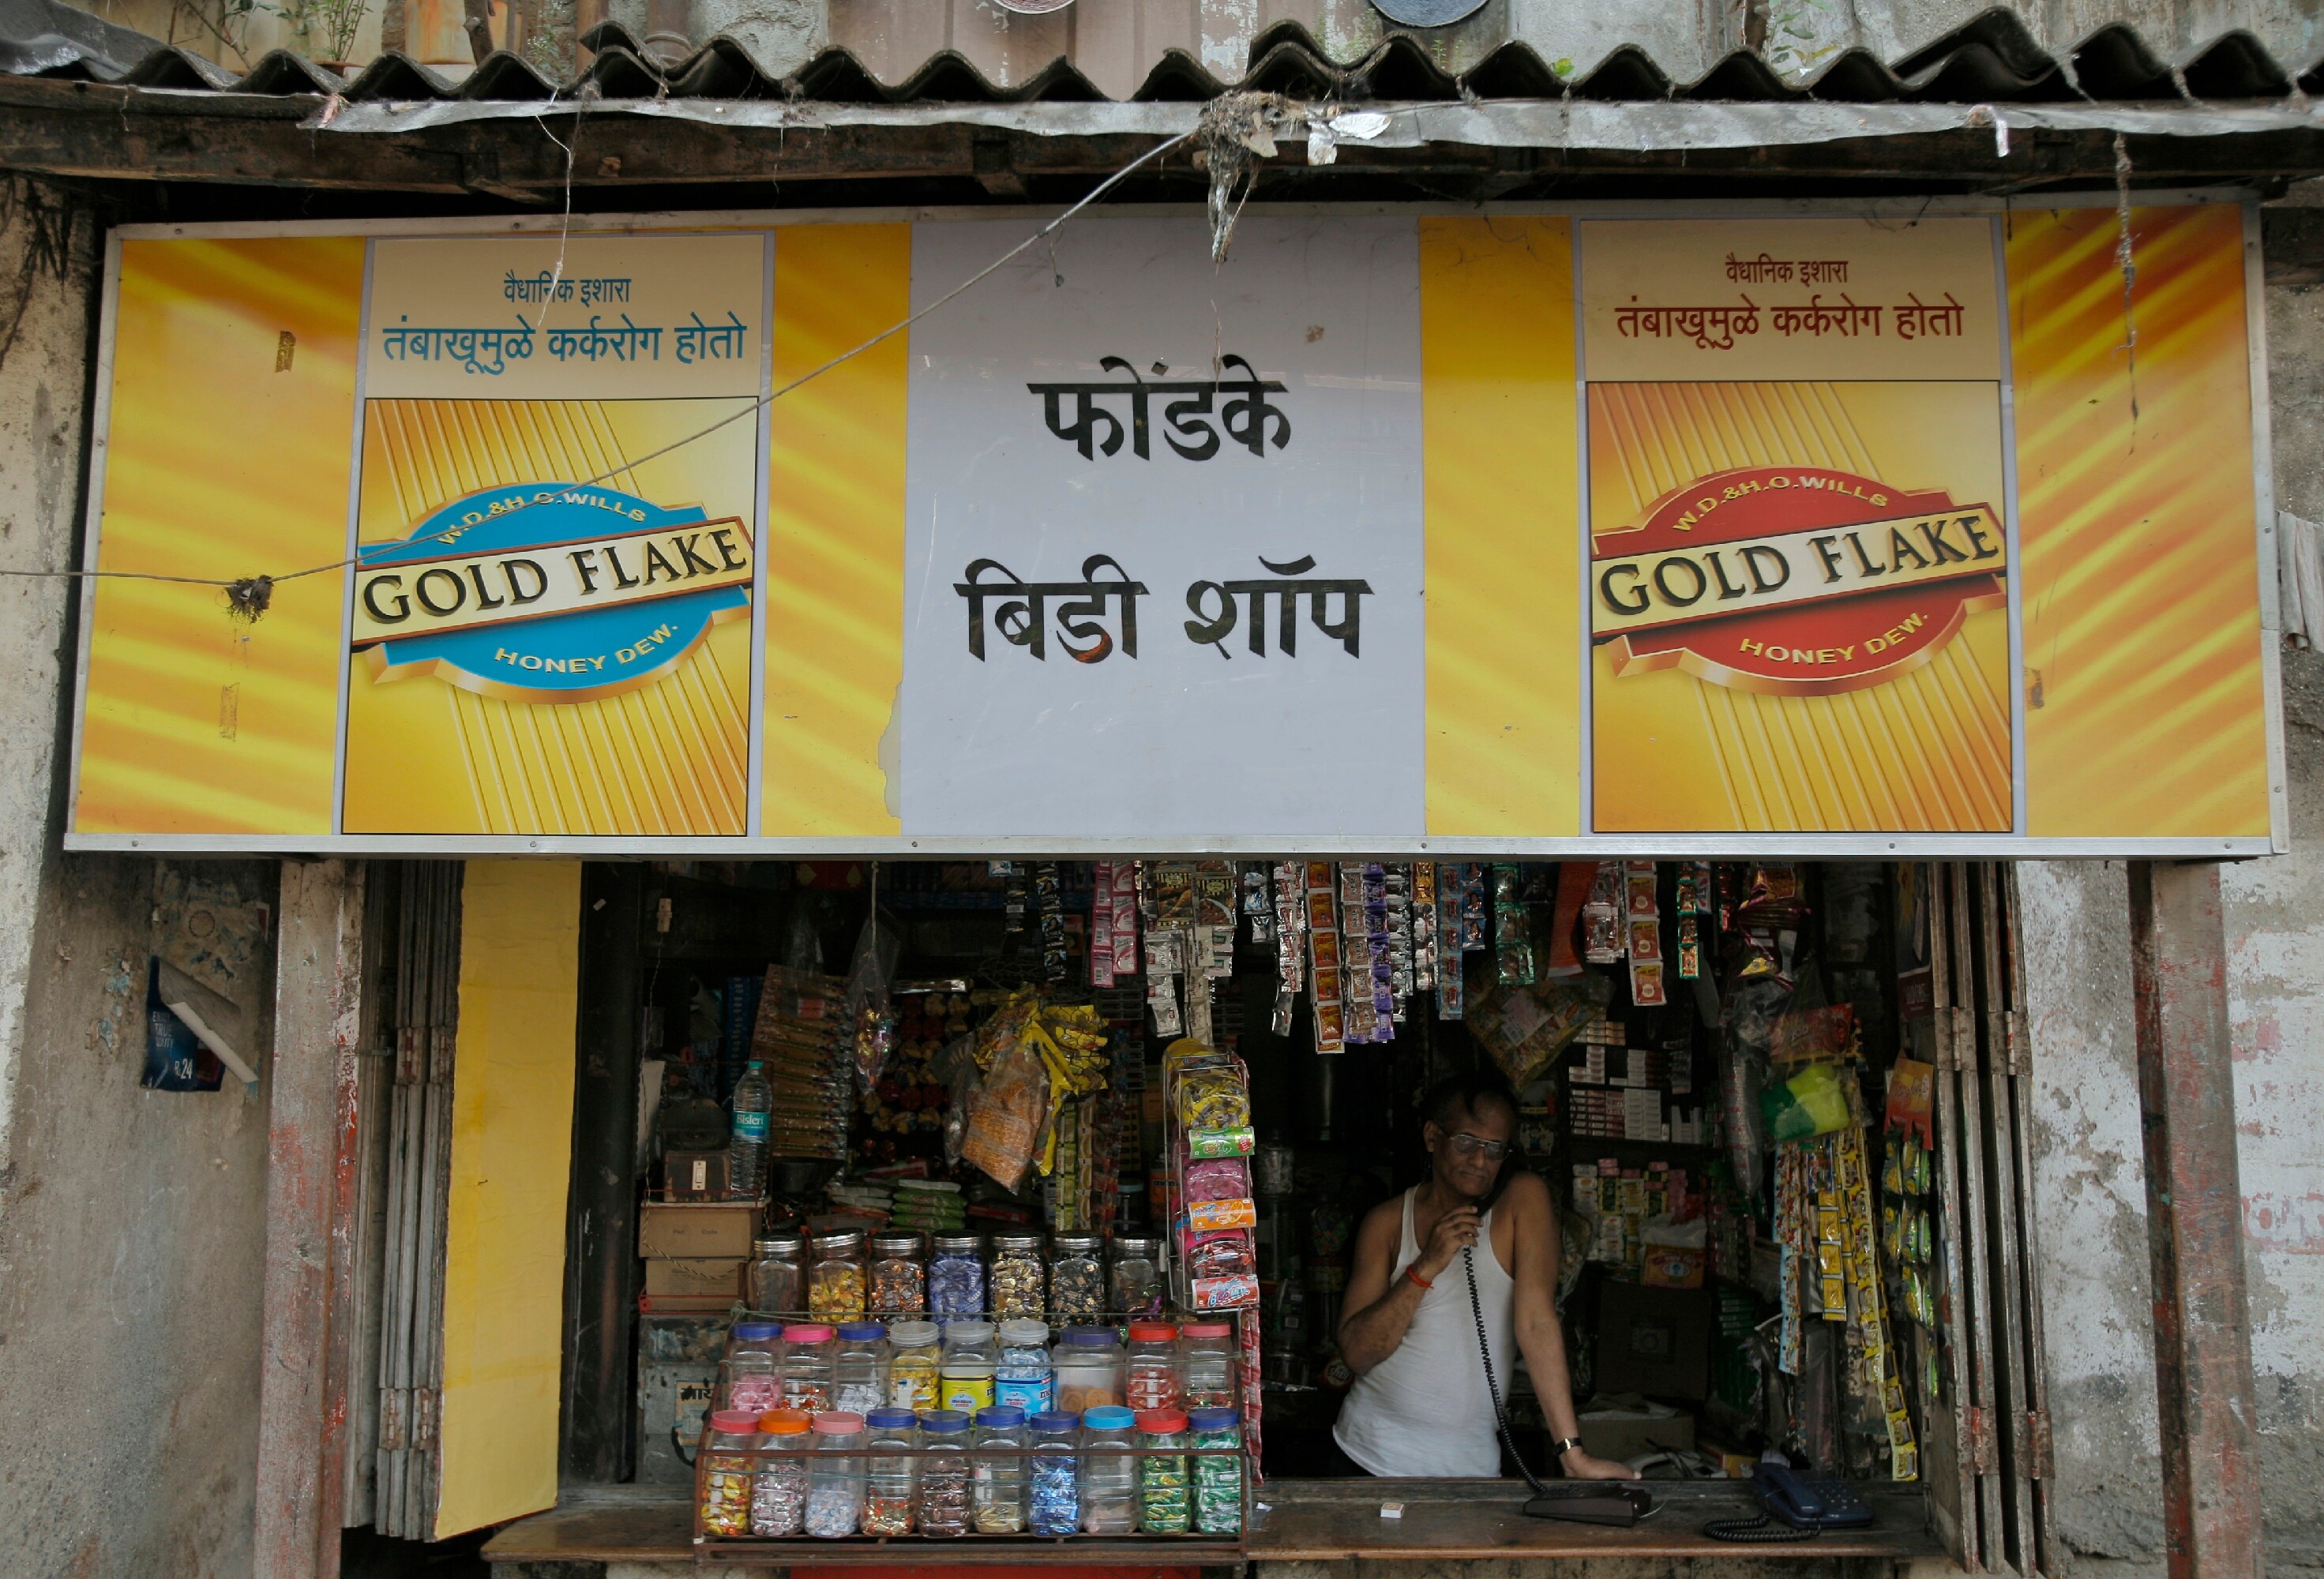 वैधानिक इशारा
तंबाखूमुळे कर्करोग होतो
W.D.&H.O.WILLS
GOLD FLAKE
HONEY DEW.
फोंडके
बिडी शॉप
वैधानिक इशारा
तंबाखूमुळे कर्करोग होतो
W.D.&H.O.WILLS
GOLD FLAKE
HONEY DEW.
Bisleri